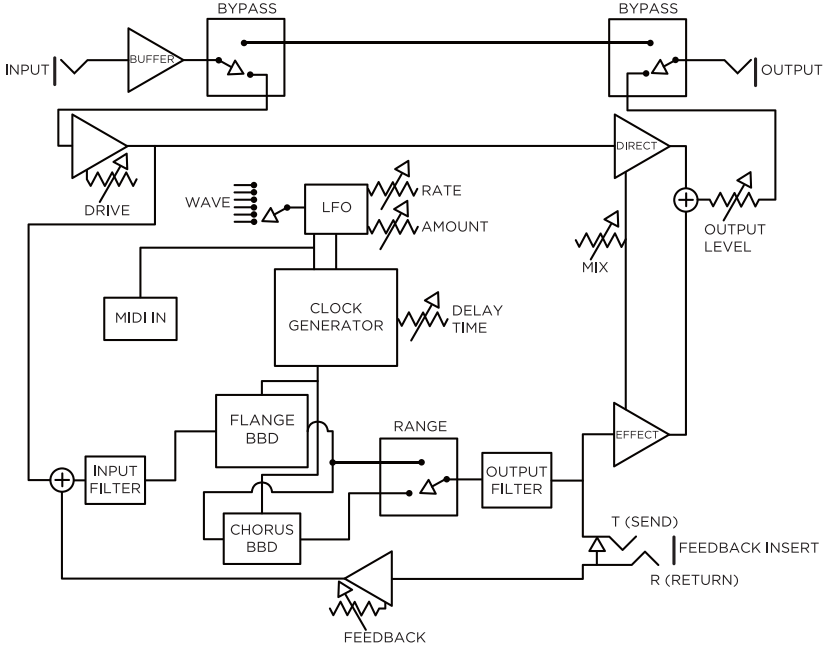 BYPASS
BYPASS
INPUT
BUFFER
OUTPUT
DRIVE
DIRECT
WAVE
LFO
RATE
AMOUNT
OUTPUT
LEVEL
MIX
MIDI IN
CLOCK
GENERATOR
DELAY
TIME
FLANGE
BBD
RANGE
EFFECT
INPUT
FILTER
OUTPUT
FILTER
CHORUS
BBD
T (SEND)
FEEDBACK INSERT
R (RETURN)
FEEDBACK